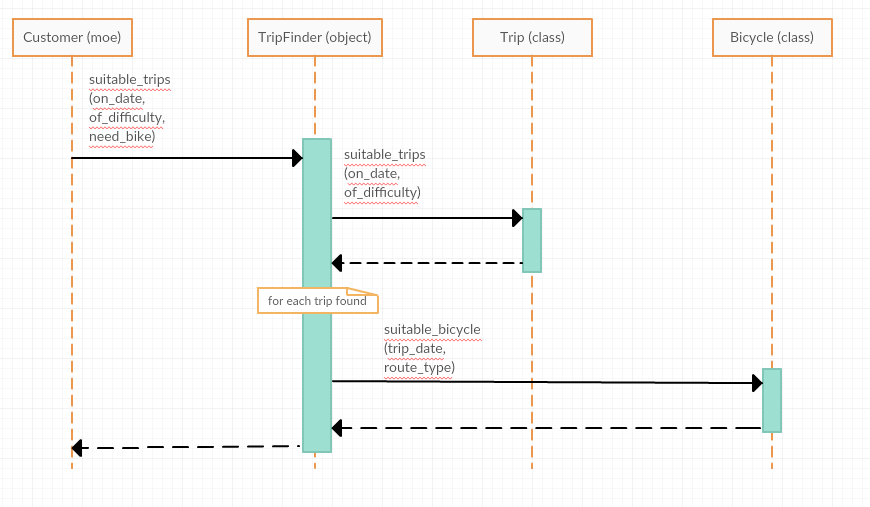 Customer (moe)
TripFinder (object)
Trip (class)
Bicycle (class)
suitable_trips
(on_date,
of_difficulty,
need_bike)
suitable_trips
(on_date,
of_difficulty)
for each trip found
suitable_bicycle
(trip_date,
route_type)